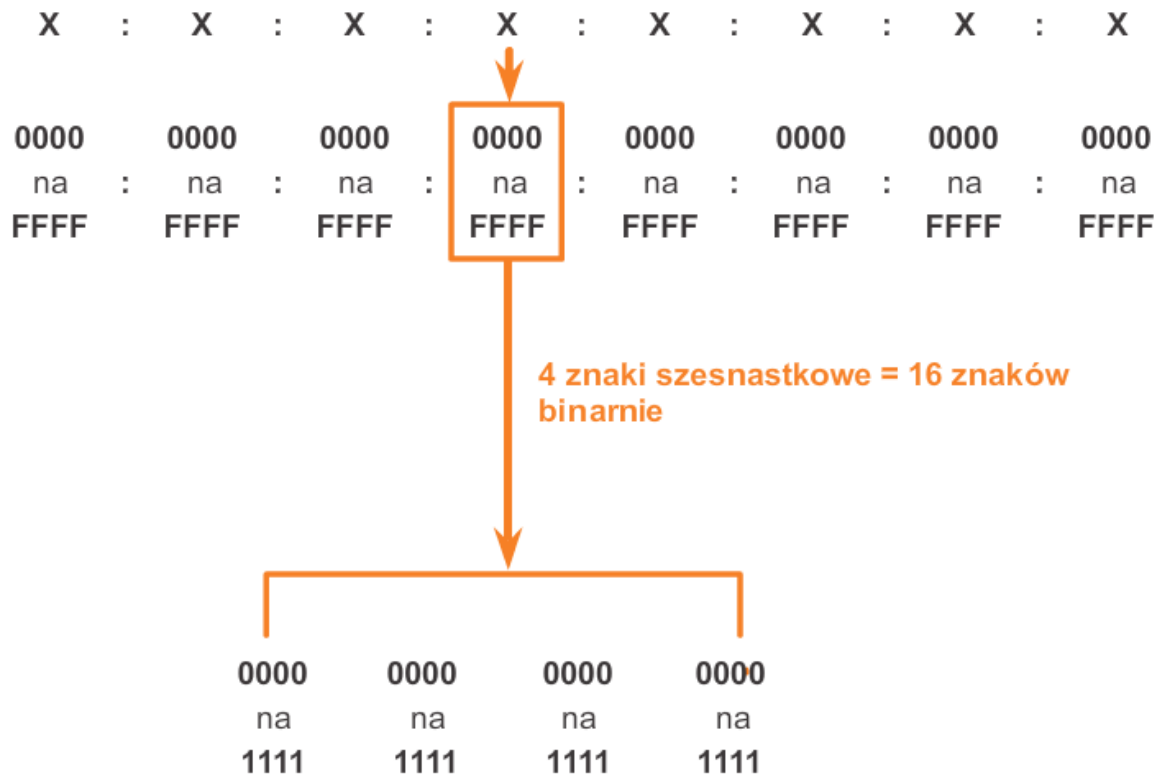 X : X : X : X : X : X : X : X
0000 0000 0000 0000 0000 0000 0000 0000
na : na : na : na : na : na : na : na
FFFF FFFF FFFF FFFF FFFF FFFF FFFF FFFF
4 znaki szesnastkowe = 16 znaków
binarnie
0000 0000 0000 0000
na na na na
1111 1111 1111 1111